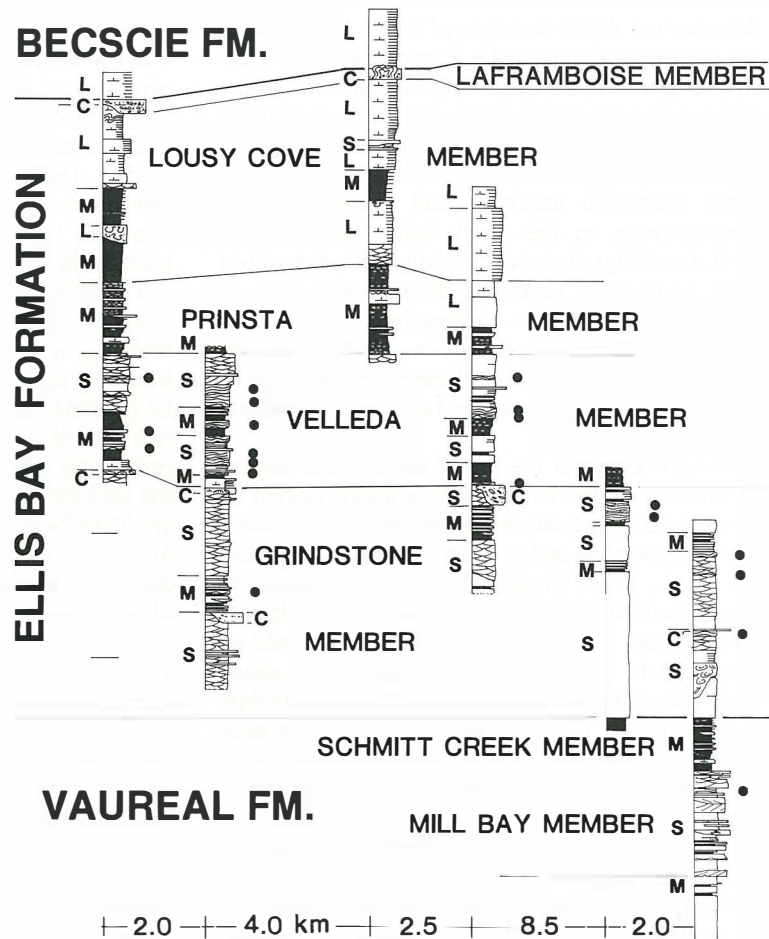 BECSCIE FM.
LAFRAMBOISE MEMBER
LOUSY COVE MEMBER
PRINSTA MEMBER
VELLEDA MEMBER
GRINDSTONE
MEMBER
SCHMITT CREEK MEMBER
MILL BAY MEMBER
ELLIS BAY FORMATION
VAUREAL FM.
L
C
L
M
L
M
M
S
M
C
M
S
M
S
M
C
S
M
C
S
L
C
L
S
L
M
L
M
L
L
M
S
M
S
M
S
M
S
M
S
M
S
M
S
C
S
M
S
M
2.0 4.0 km 2.5 8.5 2.0